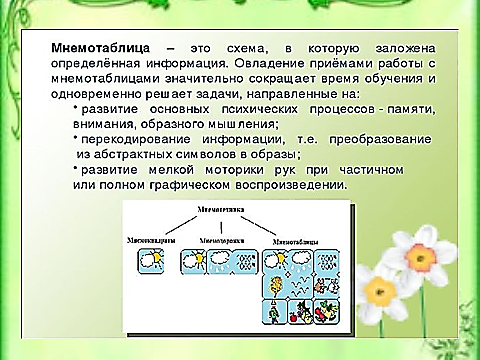 Мнемотаблица – это схема, в которую заложена
определённая информация. Овладение приёмами работы с
мнемотаблицами значительно сокращает время обучения и
одновременно решает задачи, направленные на:
• развитие основных психических процессов - памяти,
внимания, образного мышления;
• перекодирование информации, т.е. преобразование
из абстрактных символов в образы;
• развитие мелкой моторики рук при частичном
или полном графическом воспроизведении.
Мнемотехника
Мнемоквадраты Мнемодорожки Мнемотаблицы